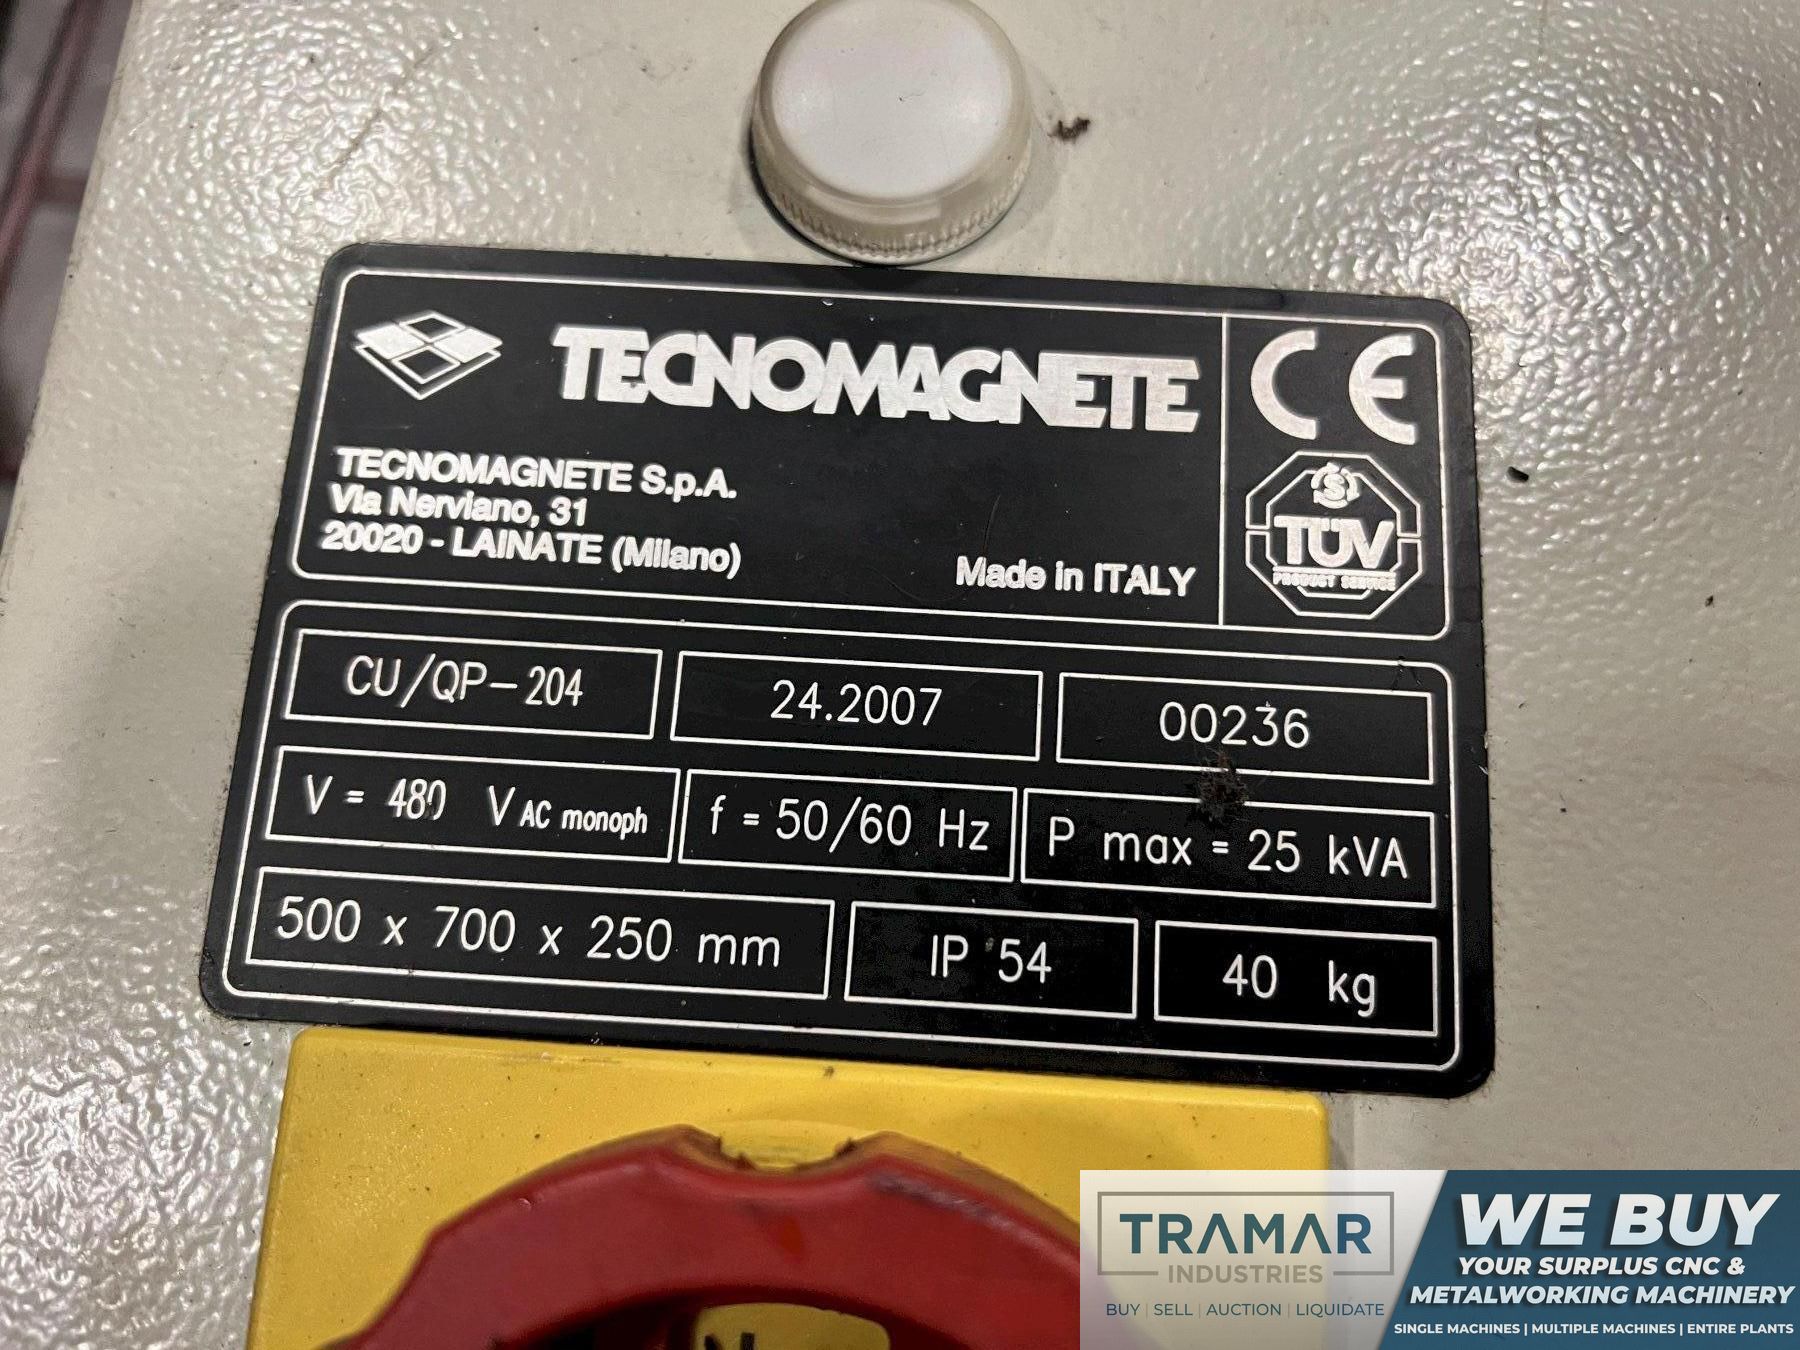 TECNOMAGNETE
CE
TECNOMAGNETE S.p.A.
Via Nerviano, 31
20020 - LAINATE (Milano)
Made in ITALY
S
TÜV
PRODUCT SERVICE
CU/QP-204
24.2007
00236
V = 480 V AC monoph
f = 50/60 Hz
P max = 25 kVA
500 x 700 x 250 mm
IP 54
40 kg
TRAMAR
INDUSTRIES
BUY | SELL | AUCTION | LIQUIDATE
WE BUY
YOUR SURPLUS CNC &
METALWORKING MACHINERY
SINGLE MACHINES | MULTIPLE MACHINES | ENTIRE PLANTS